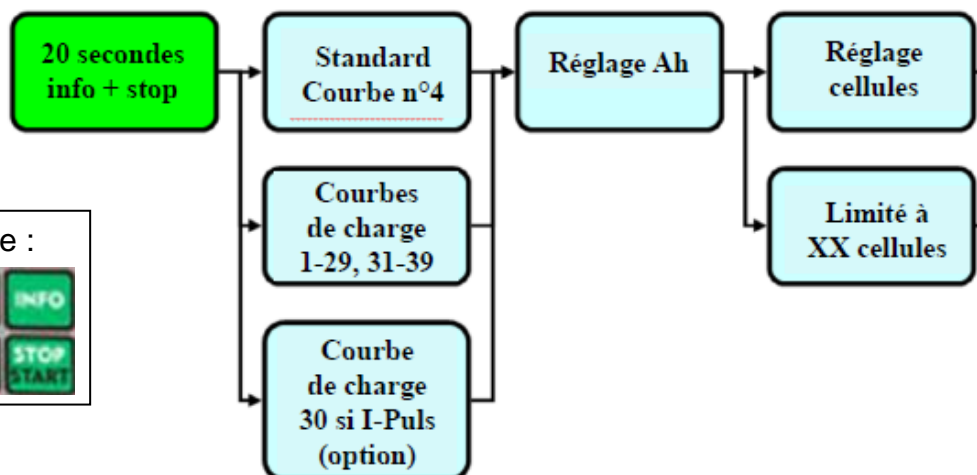 20 secondes
info + stop
Standard
Courbe n°4
Réglage Ah
Réglage
cellules
Courbes
de charge
1-29, 31-39
Limité à
XX cellules
e :
INFO
STOP
START
Courbe
de charge
30 si I-Puls
(option)